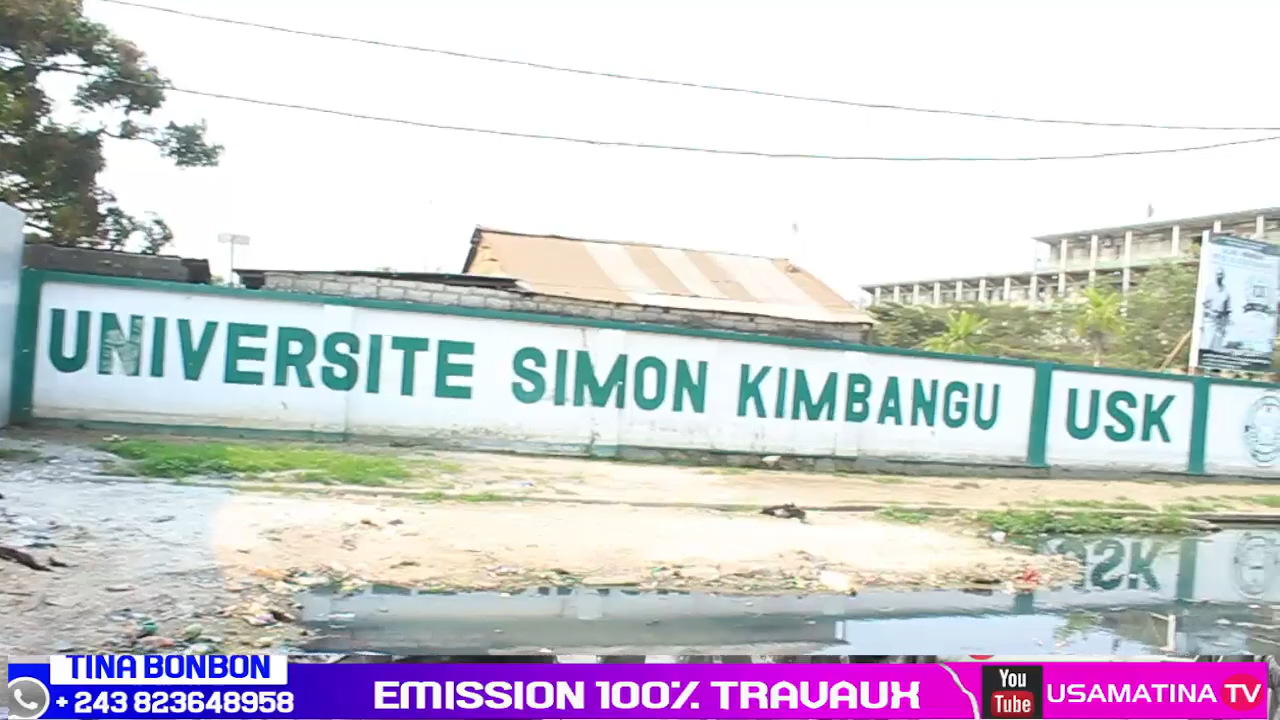 UNIVERSITE SIMON KIMBANGU USK
TINA BONBON
+ 243 823648958
EMISSION 100% TRAVAUX
You
Tube
USAMATINA TV